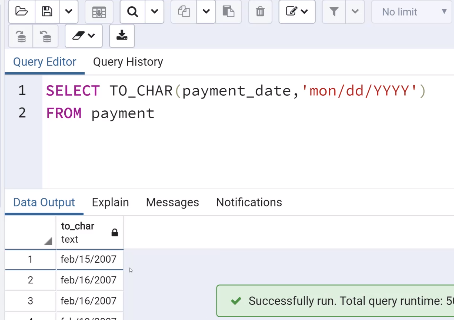 No limit
Query Editor Query History
1 SELECT TO_CHAR(payment_date,'mon/dd/YYYY')
2 FROM payment
Data Output Explain Messages Notifications
to_char
text
1 feb/15/2007
2 feb/16/2007
3 feb/16/2007
Successfully run. Total query runtime: